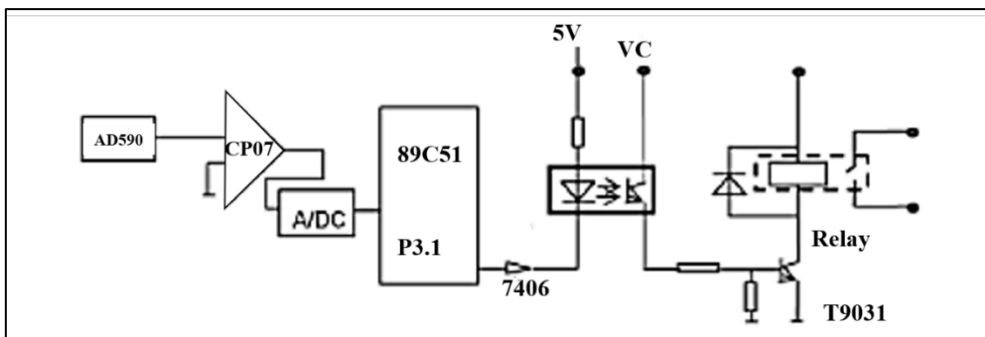 5V
VC
AD590
CP07
89C51
A/DC
P3.1
7406
Relay
T9031